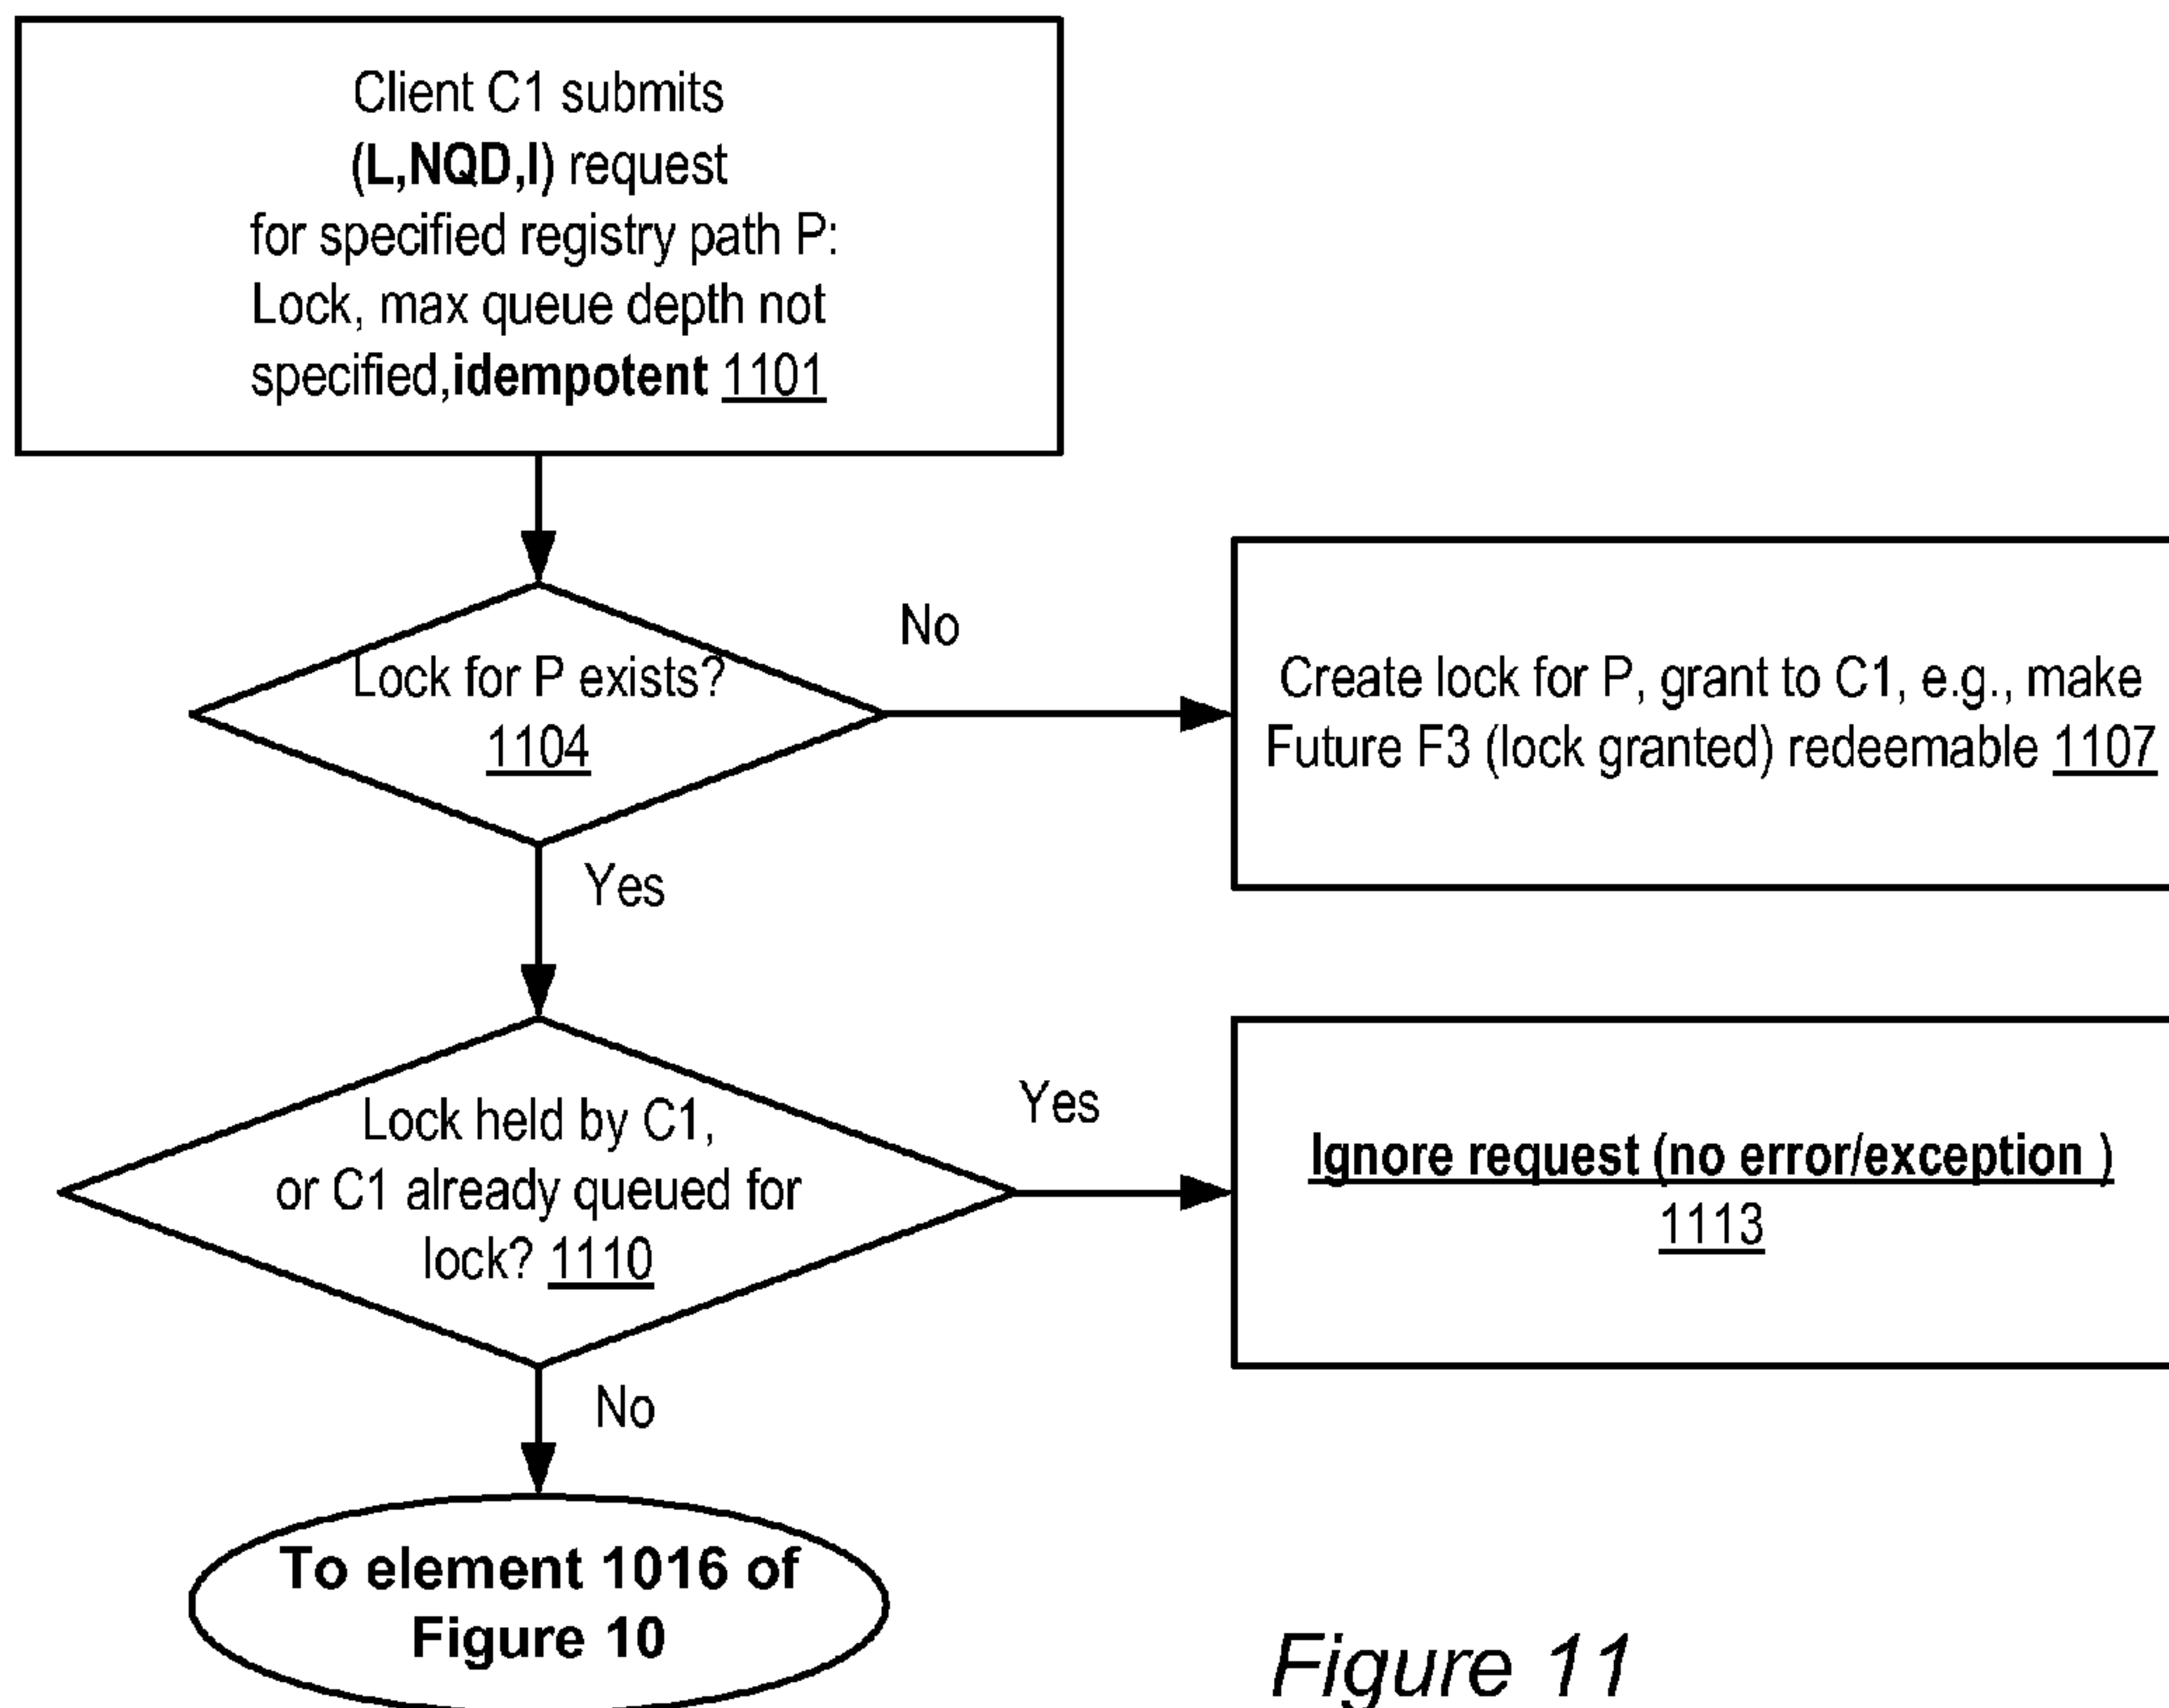 Client C1 submits
(L,NQD,I) request
for specified registry path P:
Lock, max queue depth not
specified,idempotent 1101
No
Lock for P exists?
1104
Create lock for P, grant to C1, e.g., make
Future F3 (lock granted) redeemable 1107
Yes
Lock held by C1,
or C1 already queued for
lock? 1110
Yes
Ignore request (no error/exception )
1113
No
To element 1016 of
Figure 10
Figure 11